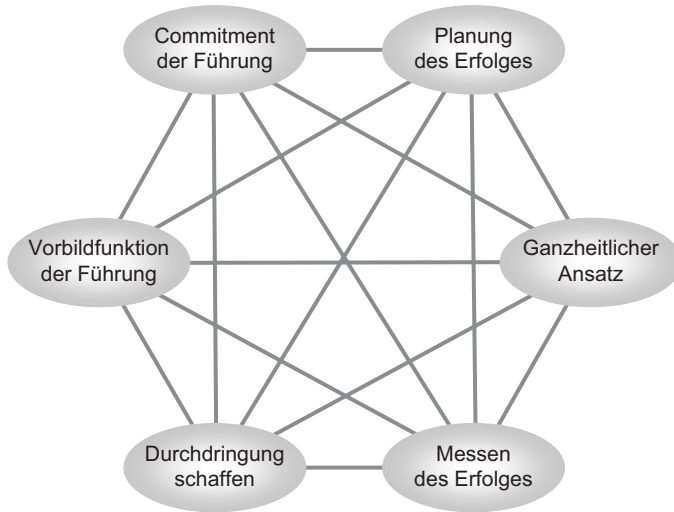 Commitment
der Führung
Planung
des Erfolges
Vorbildfunktion
der Führung
Ganzheitlicher
Ansatz
Durchdringung
schaffen
Messen
des Erfolges